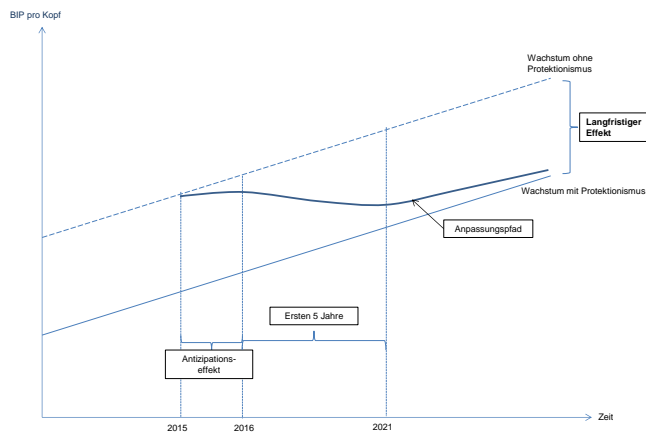 BIP pro Kopf
Wachstum ohne
Protektionismus
Langfristiger
Effekt
Wachstum mit Protektionismus
Anpassungspfad
Ersten 5 Jahre
Antizipations-
effekt
Zeit
2015
2016
2021